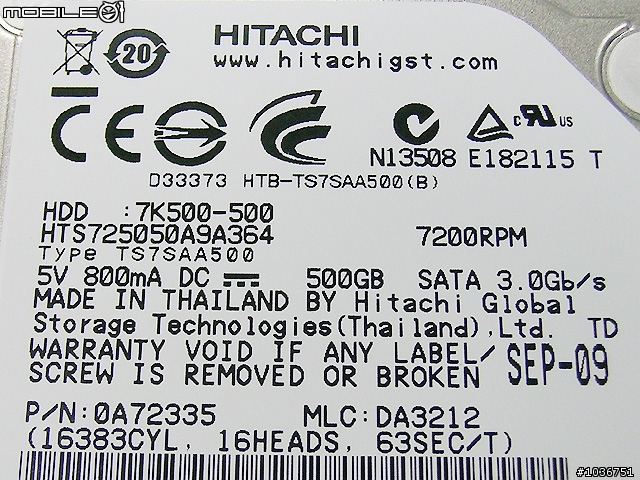 MOBILE01
20
HITACHI
www.hitachigst.com
CE
c UL US
N13508 E182115 T
D33373 HTB-TS7SAA500(B)
HDD :7K500-500
HTS725050A9A364 7200RPM
Type TS7SAA500
5V 800mA DC 500GB SATA 3.0Gb/s
MADE IN THAILAND BY Hitachi Global
Storage Technologies(Thailand),Ltd. TD
WARRANTY VOID IF ANY LABEL/
SCREW IS REMOVED OR BROKEN SEP-09
P/N:0A72335 MLC:DA3212
(16383CYL, 16HEADS, 63SEC/T)
#1036751